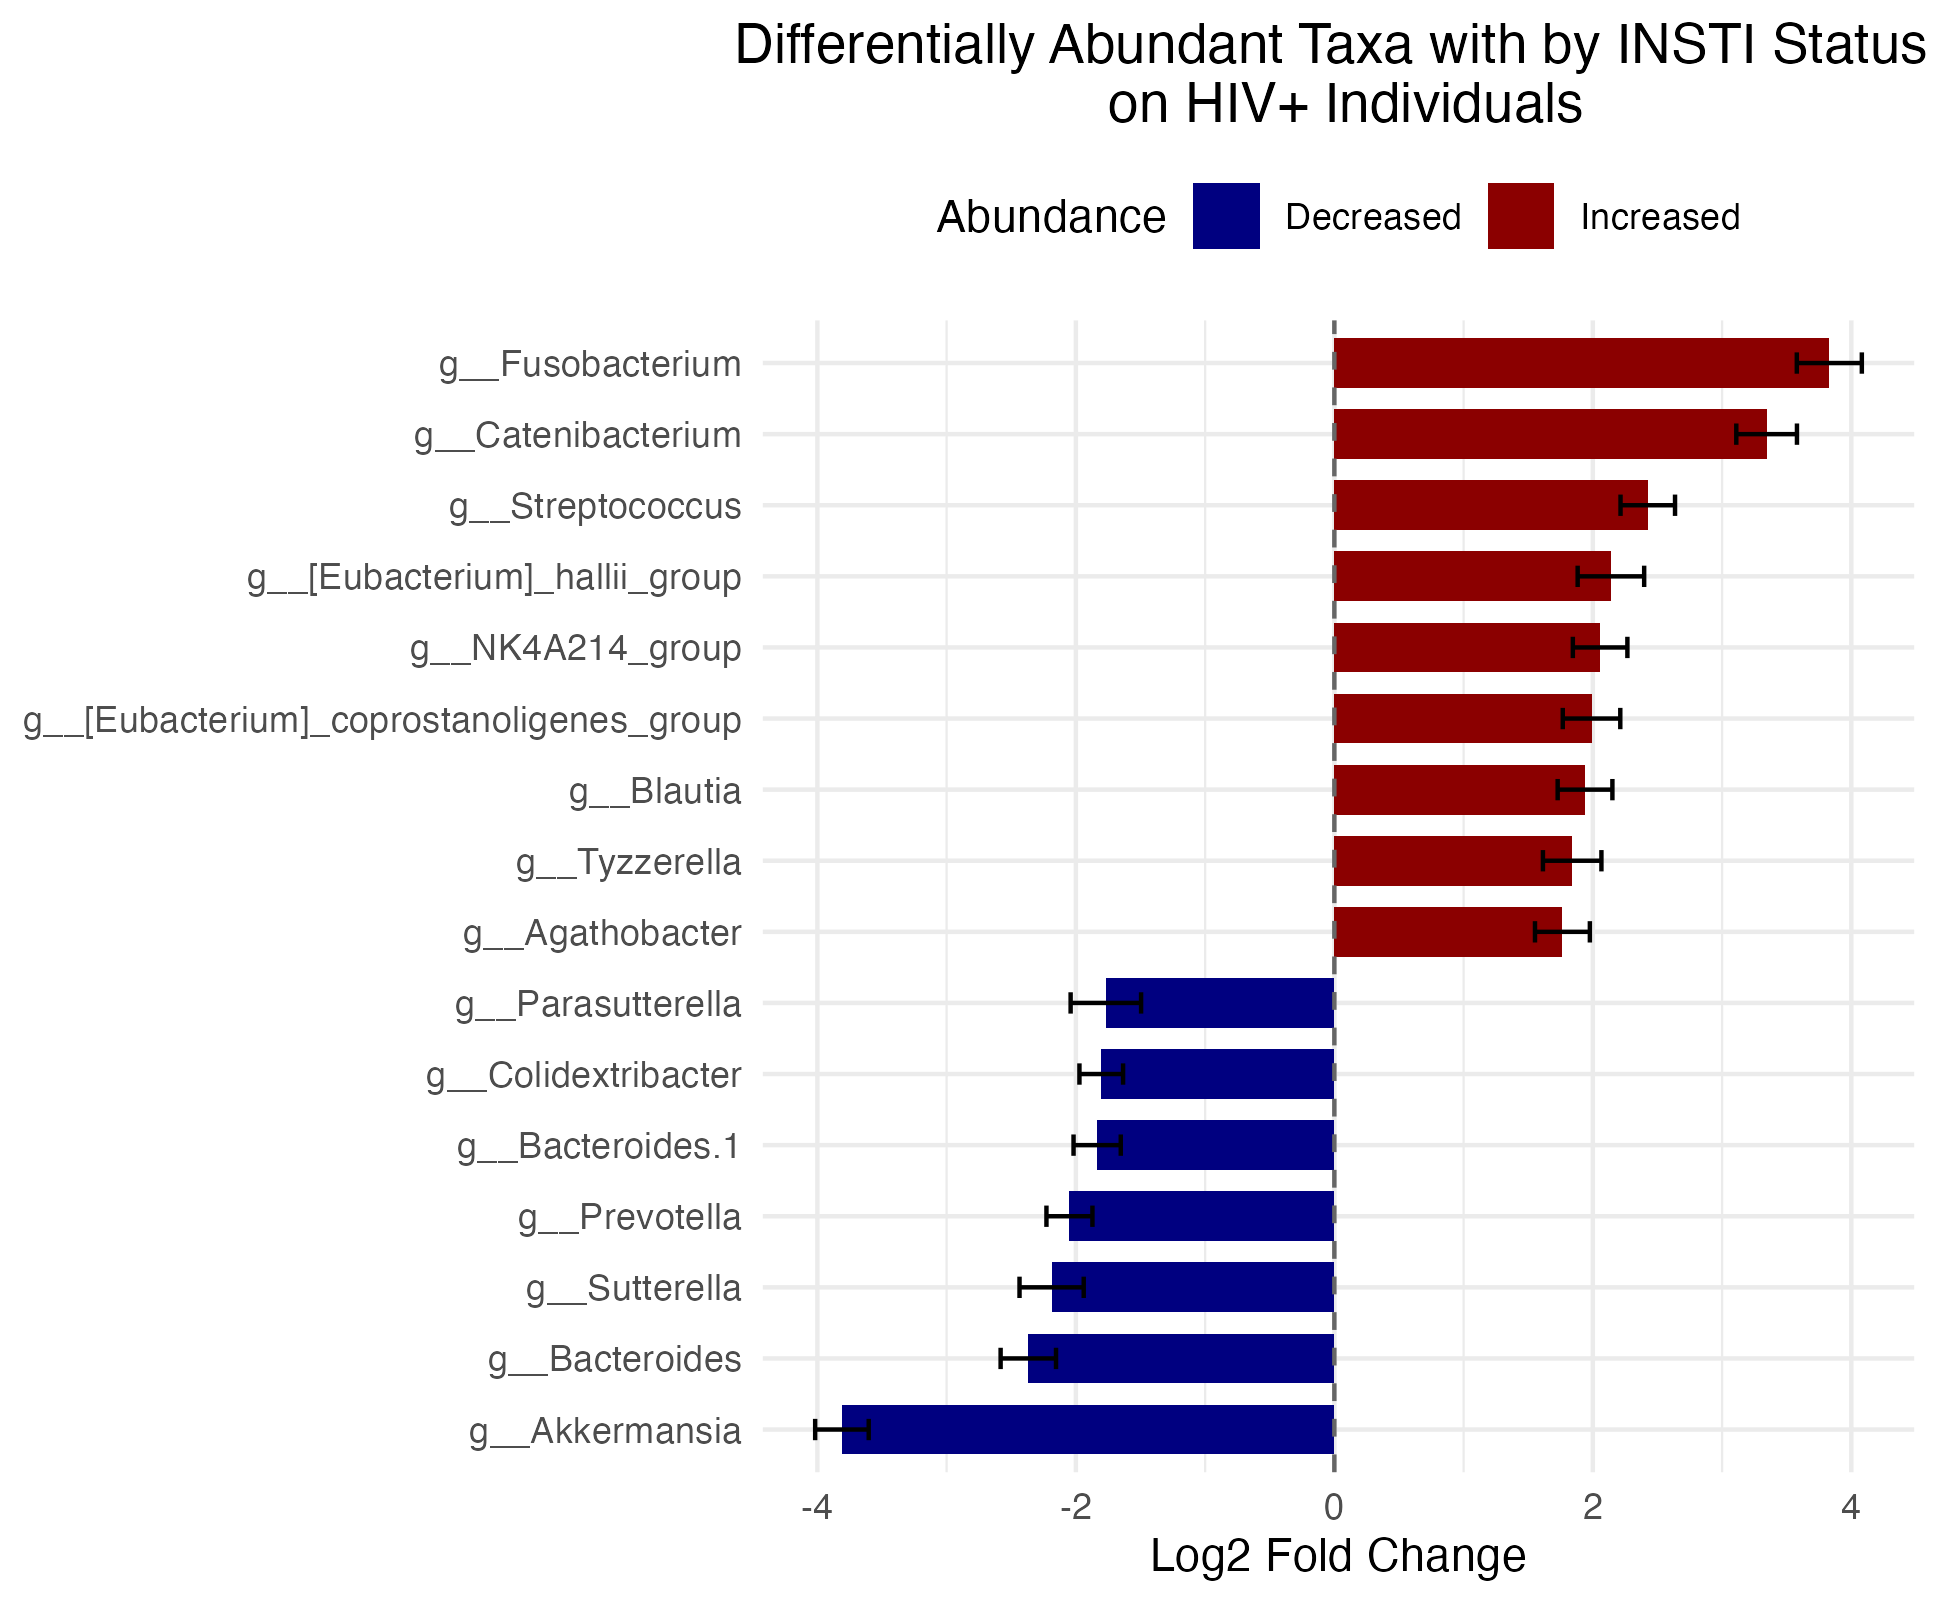 Differentially Abundant Taxa with by INSTI Status
on HIV+ Individuals
Abundance Decreased Increased
g__Fusobacterium
g__Catenibacterium
g__Streptococcus
g__[Eubacterium]_hallii_group
g__NK4A214_group
g__[Eubacterium]_coprostanoligenes_group
g__Blautia
g__Tyzzerella
g__Agathobacter
g__Parasutterella
g__Colidextribacter
g__Bacteroides.1
g__Prevotella
g__Sutterella
g__Bacteroides
g__Akkermansia
-4 -2 0 2 4
Log2 Fold Change